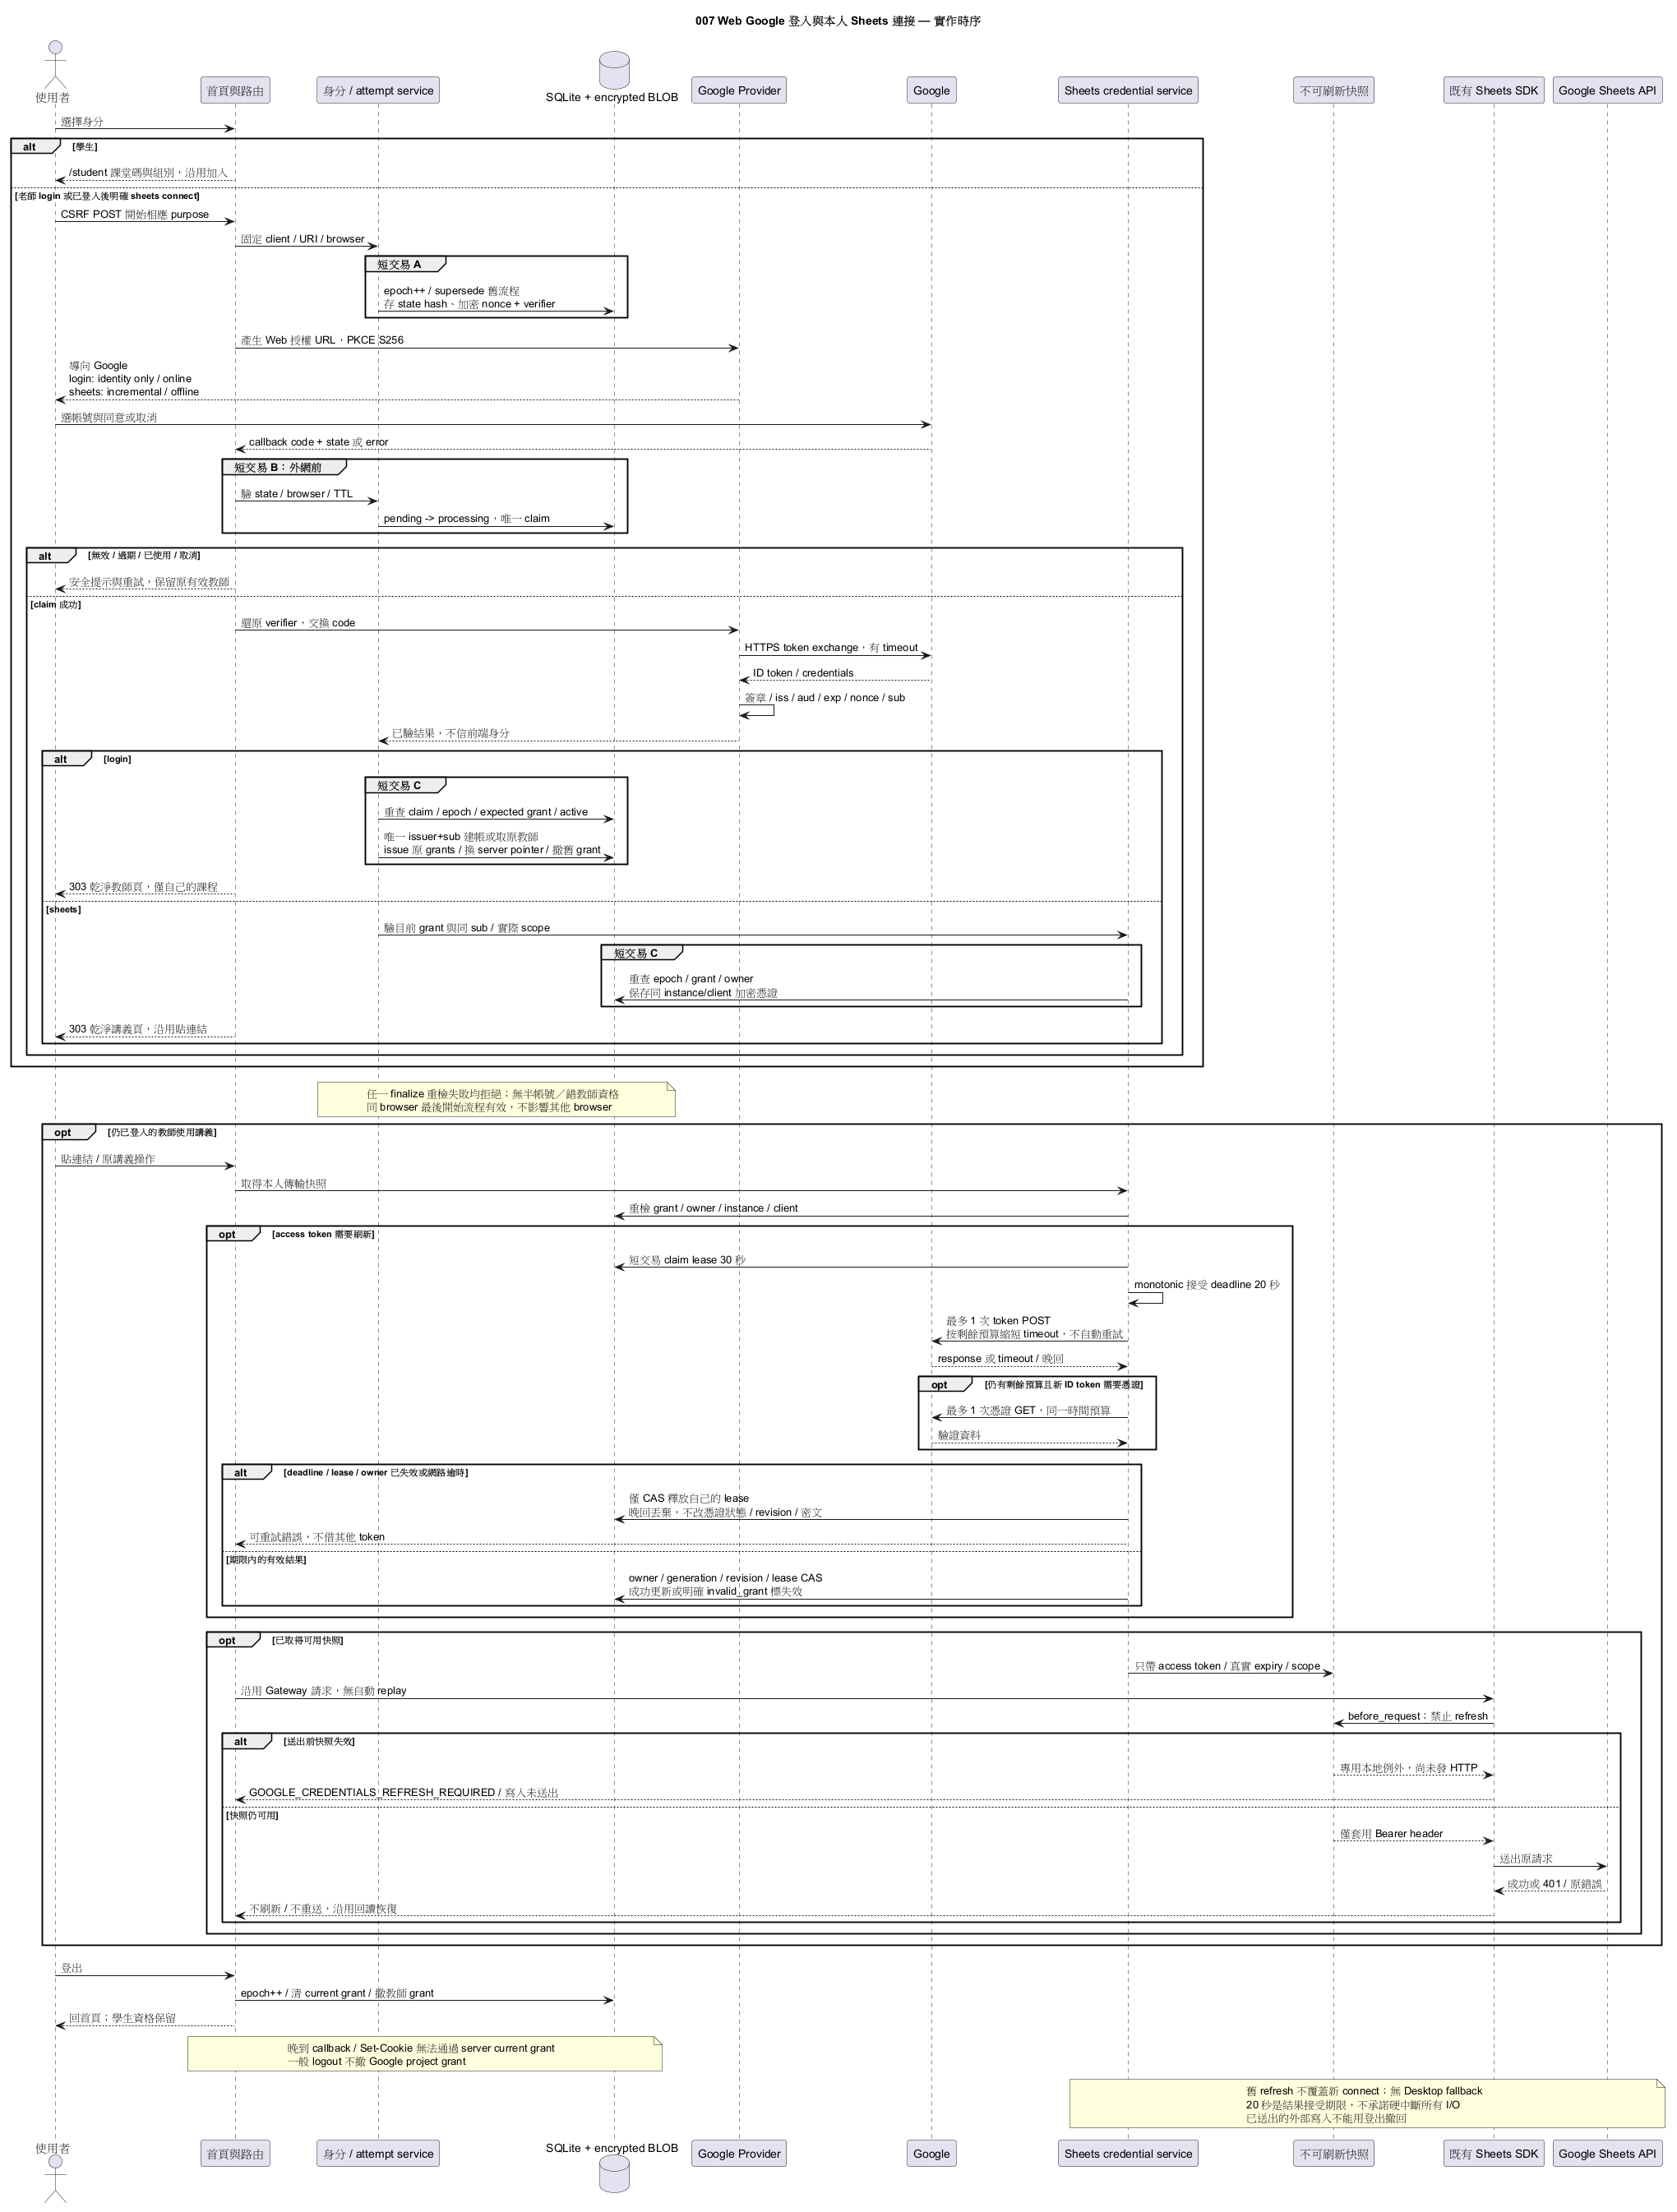 007 Web Google 登入與本人 Sheets 連接 — 實作時序
使用者
首頁與路由
身分 / attempt service
SQLite + encrypted BLOB
Google Provider
Google
Sheets credential service
不可刷新快照
既有 Sheets SDK
Google Sheets API
選擇身分
alt [學生]
/student 課堂碼與組別，沿用加入
[老師 login 或已登入後明確 sheets connect]
CSRF POST 開始相應 purpose
固定 client / URI / browser
短交易 A
epoch++ / supersede 舊流程
存 state hash、加密 nonce + verifier
產生 Web 授權 URL，PKCE S256
導向 Google
login: identity only / online
sheets: incremental / offline
選帳號與同意或取消
callback code + state 或 error
短交易 B：外網前
驗 state / browser / TTL
pending -> processing，唯一 claim
alt [無效 / 過期 / 已使用 / 取消]
安全提示與重試，保留原有效教師
[claim 成功]
還原 verifier，交換 code
HTTPS token exchange，有 timeout
ID token / credentials
簽章 / iss / aud / exp / nonce / sub
已驗結果，不信前端身分
alt [login]
短交易 C
重查 claim / epoch / expected grant / active
唯一 issuer+sub 建帳或取原教師
issue 原 grants / 換 server pointer / 撤舊 grant
303 乾淨教師頁，僅自己的課程
[sheets]
驗目前 grant 與同 sub / 實際 scope
短交易 C
重查 epoch / grant / owner
保存同 instance/client 加密憑證
303 乾淨講義頁，沿用貼連結
任一 finalize 重檢失敗均拒絕；無半帳號／錯教師資格
同 browser 最後開始流程有效，不影響其他 browser
opt [仍已登入的教師使用講義]
貼連結 / 原講義操作
取得本人傳輸快照
重檢 grant / owner / instance / client
opt [access token 需要刷新]
短交易 claim lease 30 秒
monotonic 接受 deadline 20 秒
最多 1 次 token POST
按剩餘預算縮短 timeout，不自動重試
response 或 timeout / 晚回
opt [仍有剩餘預算且新 ID token 需要憑證]
最多 1 次憑證 GET，同一時間預算
驗證資料
alt [deadline / lease / owner 已失效或網路逾時]
僅 CAS 釋放自己的 lease
晚回丟棄，不改憑證狀態 / revision / 密文
可重試錯誤，不借其他 token
[期限內的有效結果]
owner / generation / revision / lease CAS
成功更新或明確 invalid_grant 標失效
opt [已取得可用快照]
只帶 access token / 真實 expiry / scope
沿用 Gateway 請求，無自動 replay
before_request；禁止 refresh
alt [送出前快照失效]
專用本地例外，尚未發 HTTP
GOOGLE_CREDENTIALS_REFRESH_REQUIRED / 寫入未送出
[快照仍可用]
僅套用 Bearer header
送出原請求
成功或 401 / 原錯誤
不刷新 / 不重送，沿用回讀恢復
登出
epoch++ / 清 current grant / 撤教師 grant
回首頁；學生資格保留
晚到 callback / Set-Cookie 無法通過 server current grant
一般 logout 不撤 Google project grant
舊 refresh 不覆蓋新 connect；無 Desktop fallback
20 秒是結果接受期限，不承諾硬中斷所有 I/O
已送出的外部寫入不能用登出撤回
使用者
首頁與路由
身分 / attempt service
SQLite + encrypted BLOB
Google Provider
Google
Sheets credential service
不可刷新快照
既有 Sheets SDK
Google Sheets API